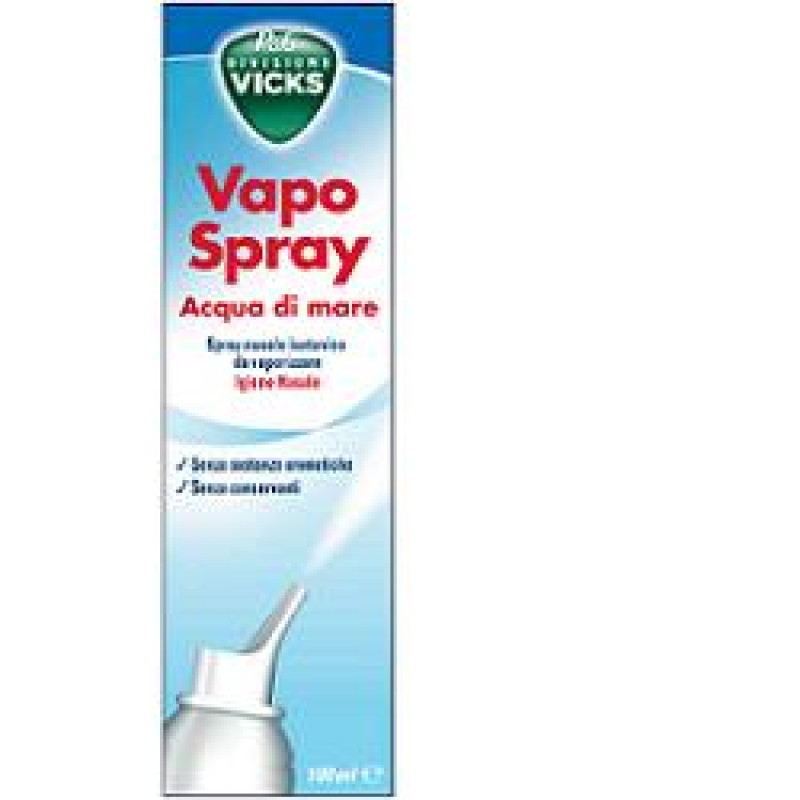 DIVISIONE
VICKS
Vapo
Spray
Acqua di mare
Spray nasale isotonico
da vaporizzare
Igiene Nasale
✓ Senza sostanze aromatiche
✓ Senza conservanti
100ml e